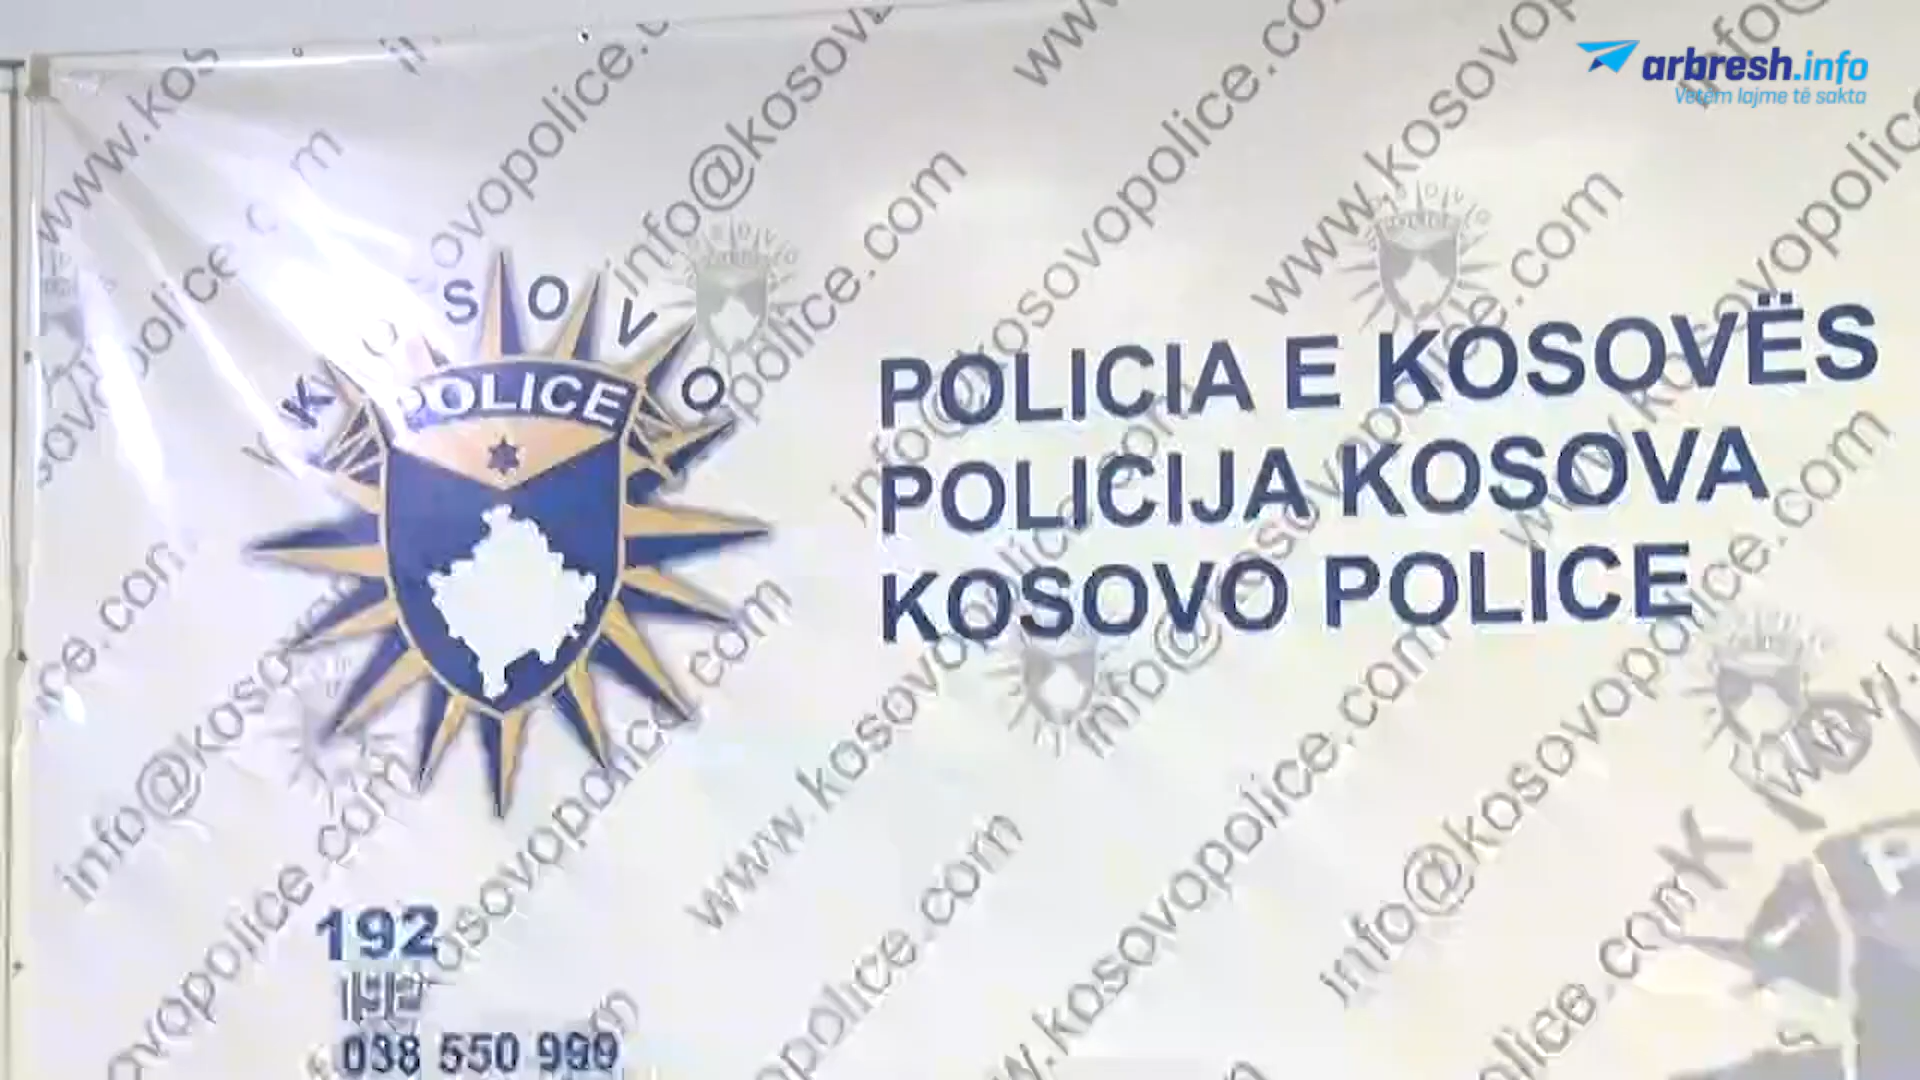 arbresh.info
Vetëm lajme të sakta
KOSOVO
POLICE
POLICIA E KOSOVËS
POLICIJA KOSOVA
KOSOVO POLICE
www.kosovopolice.com
info@kosovopolice.com
192
038 550 999